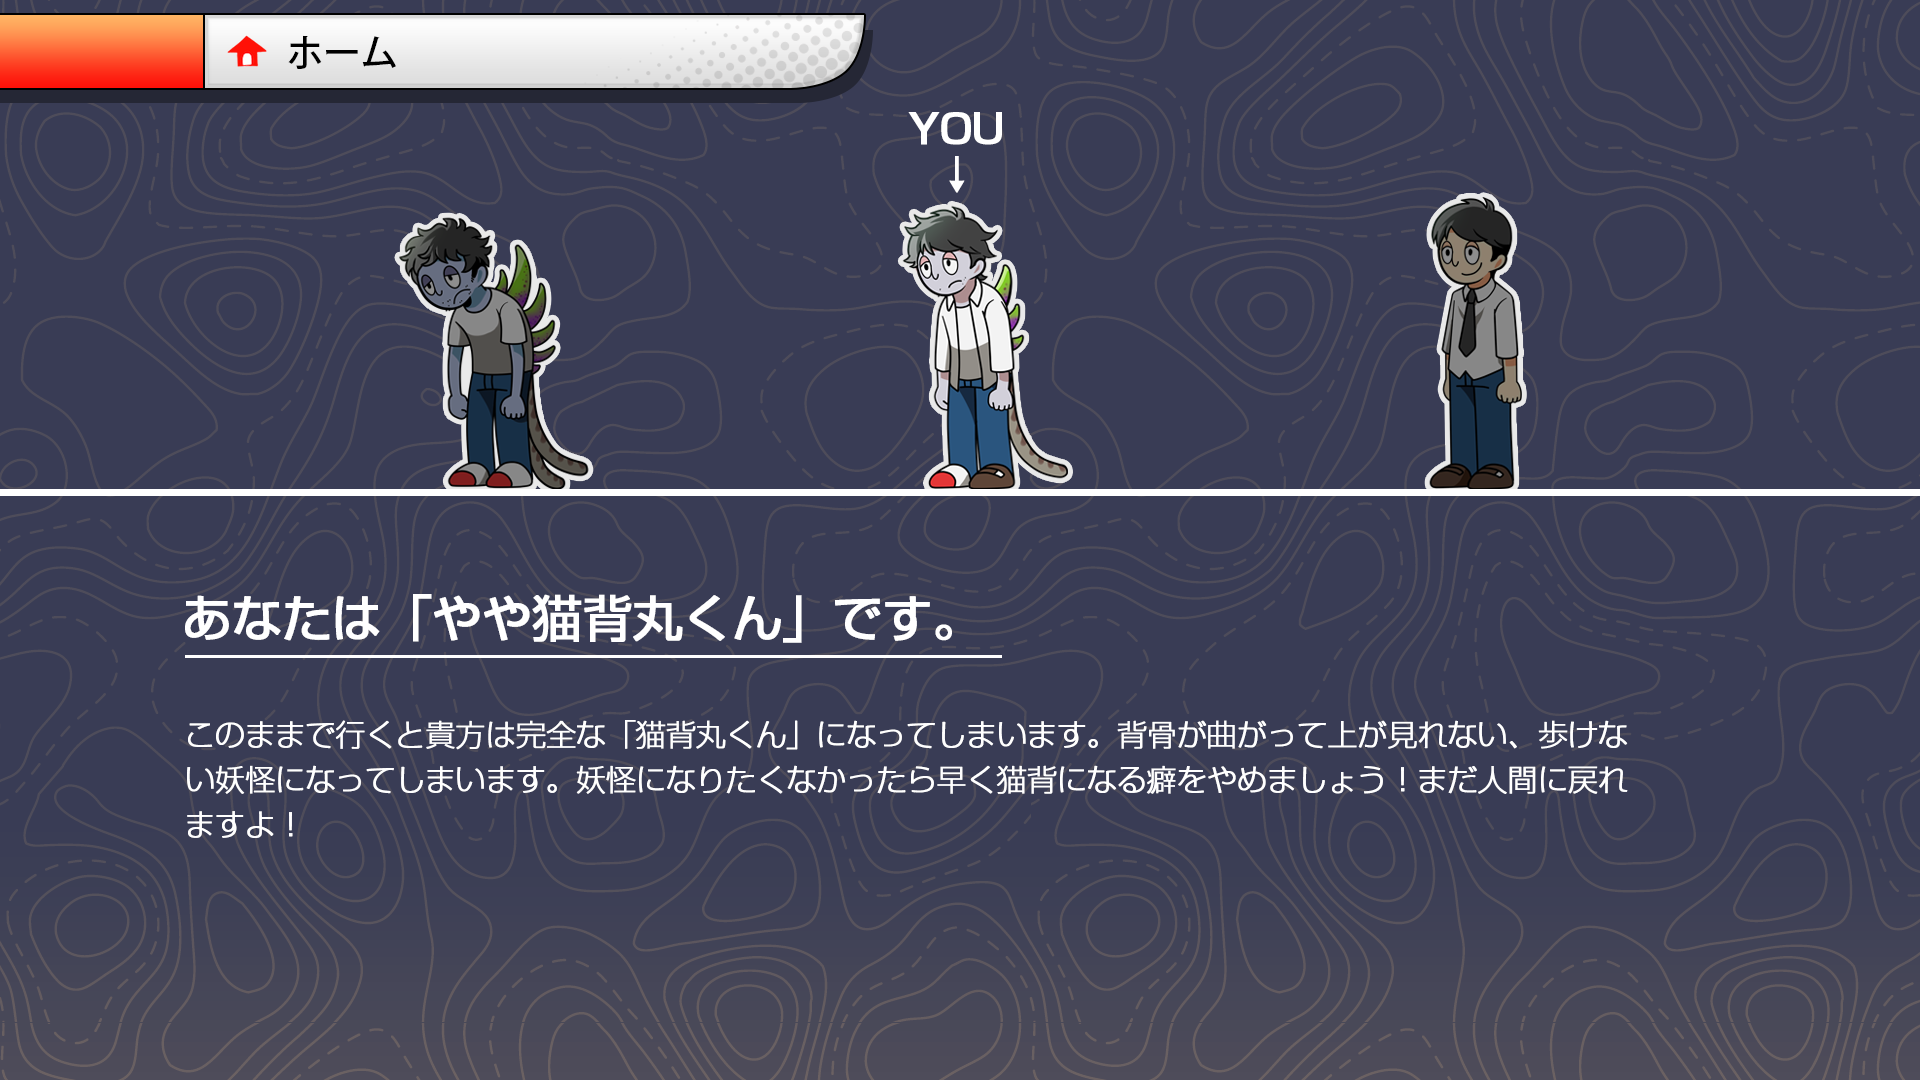 ホーム
YOU
あなたは「やや猫背丸くん」です。
このままで行くと貴方は完全な「猫背丸くん」になってしまいます。背骨が曲がって上が見れない、歩けな
い妖怪になってしまいます。妖怪になりたくなかったら早く猫背になる癖をやめましょう！まだ人間に戻れ
ますよ！